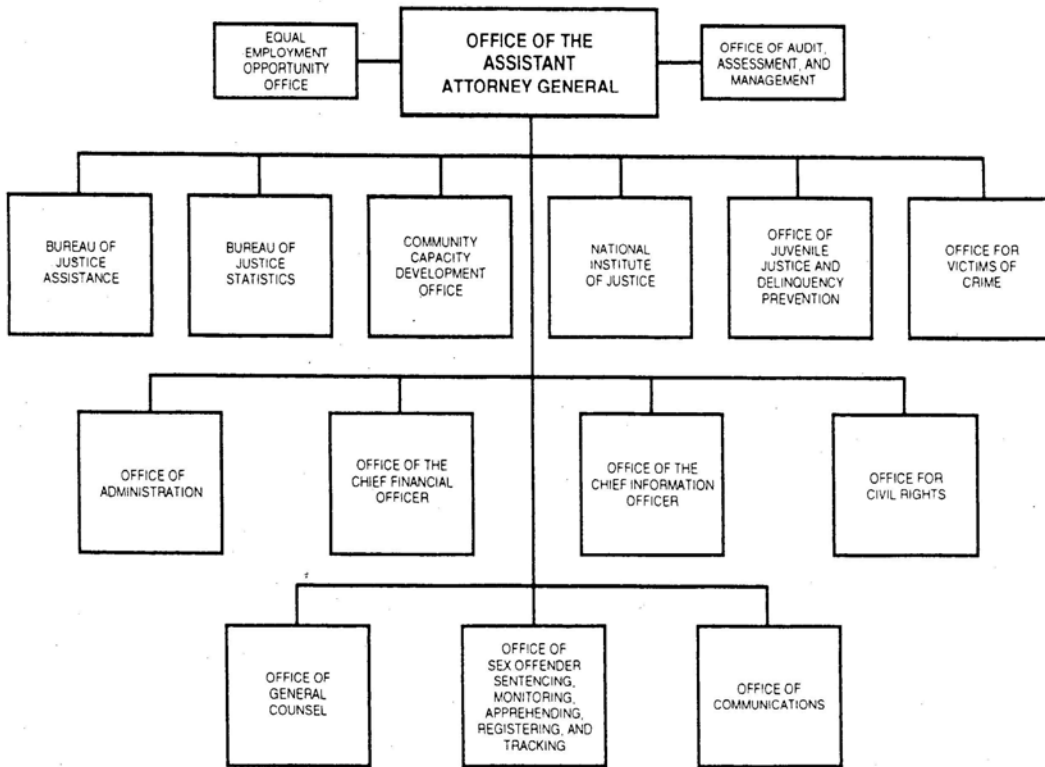 EQUAL
EMPLOYMENT
OPPORTUNITY
OFFICE
OFFICE OF THE
ASSISTANT
ATTORNEY GENERAL
OFFICE OF AUDIT,
ASSESSMENT, AND
MANAGEMENT
BUREAU OF
JUSTICE
ASSISTANCE
BUREAU OF
JUSTICE
STATISTICS
COMMUNITY
CAPACITY
DEVELOPMENT
OFFICE
NATIONAL
INSTITUTE
OF JUSTICE
OFFICE OF
JUVENILE
JUSTICE AND
DELINQUENCY
PREVENTION
OFFICE FOR
VICTIMS OF
CRIME
OFFICE OF
ADMINISTRATION
OFFICE OF THE
CHIEF FINANCIAL
OFFICER
OFFICE OF THE
CHIEF INFORMATION
OFFICER
OFFICE FOR
CIVIL RIGHTS
OFFICE OF
GENERAL
COUNSEL
OFFICE OF
SEX OFFENDER
SENTENCING,
MONITORING,
APPREHENDING,
REGISTERING, AND
TRACKING
OFFICE OF
COMMUNICATIONS